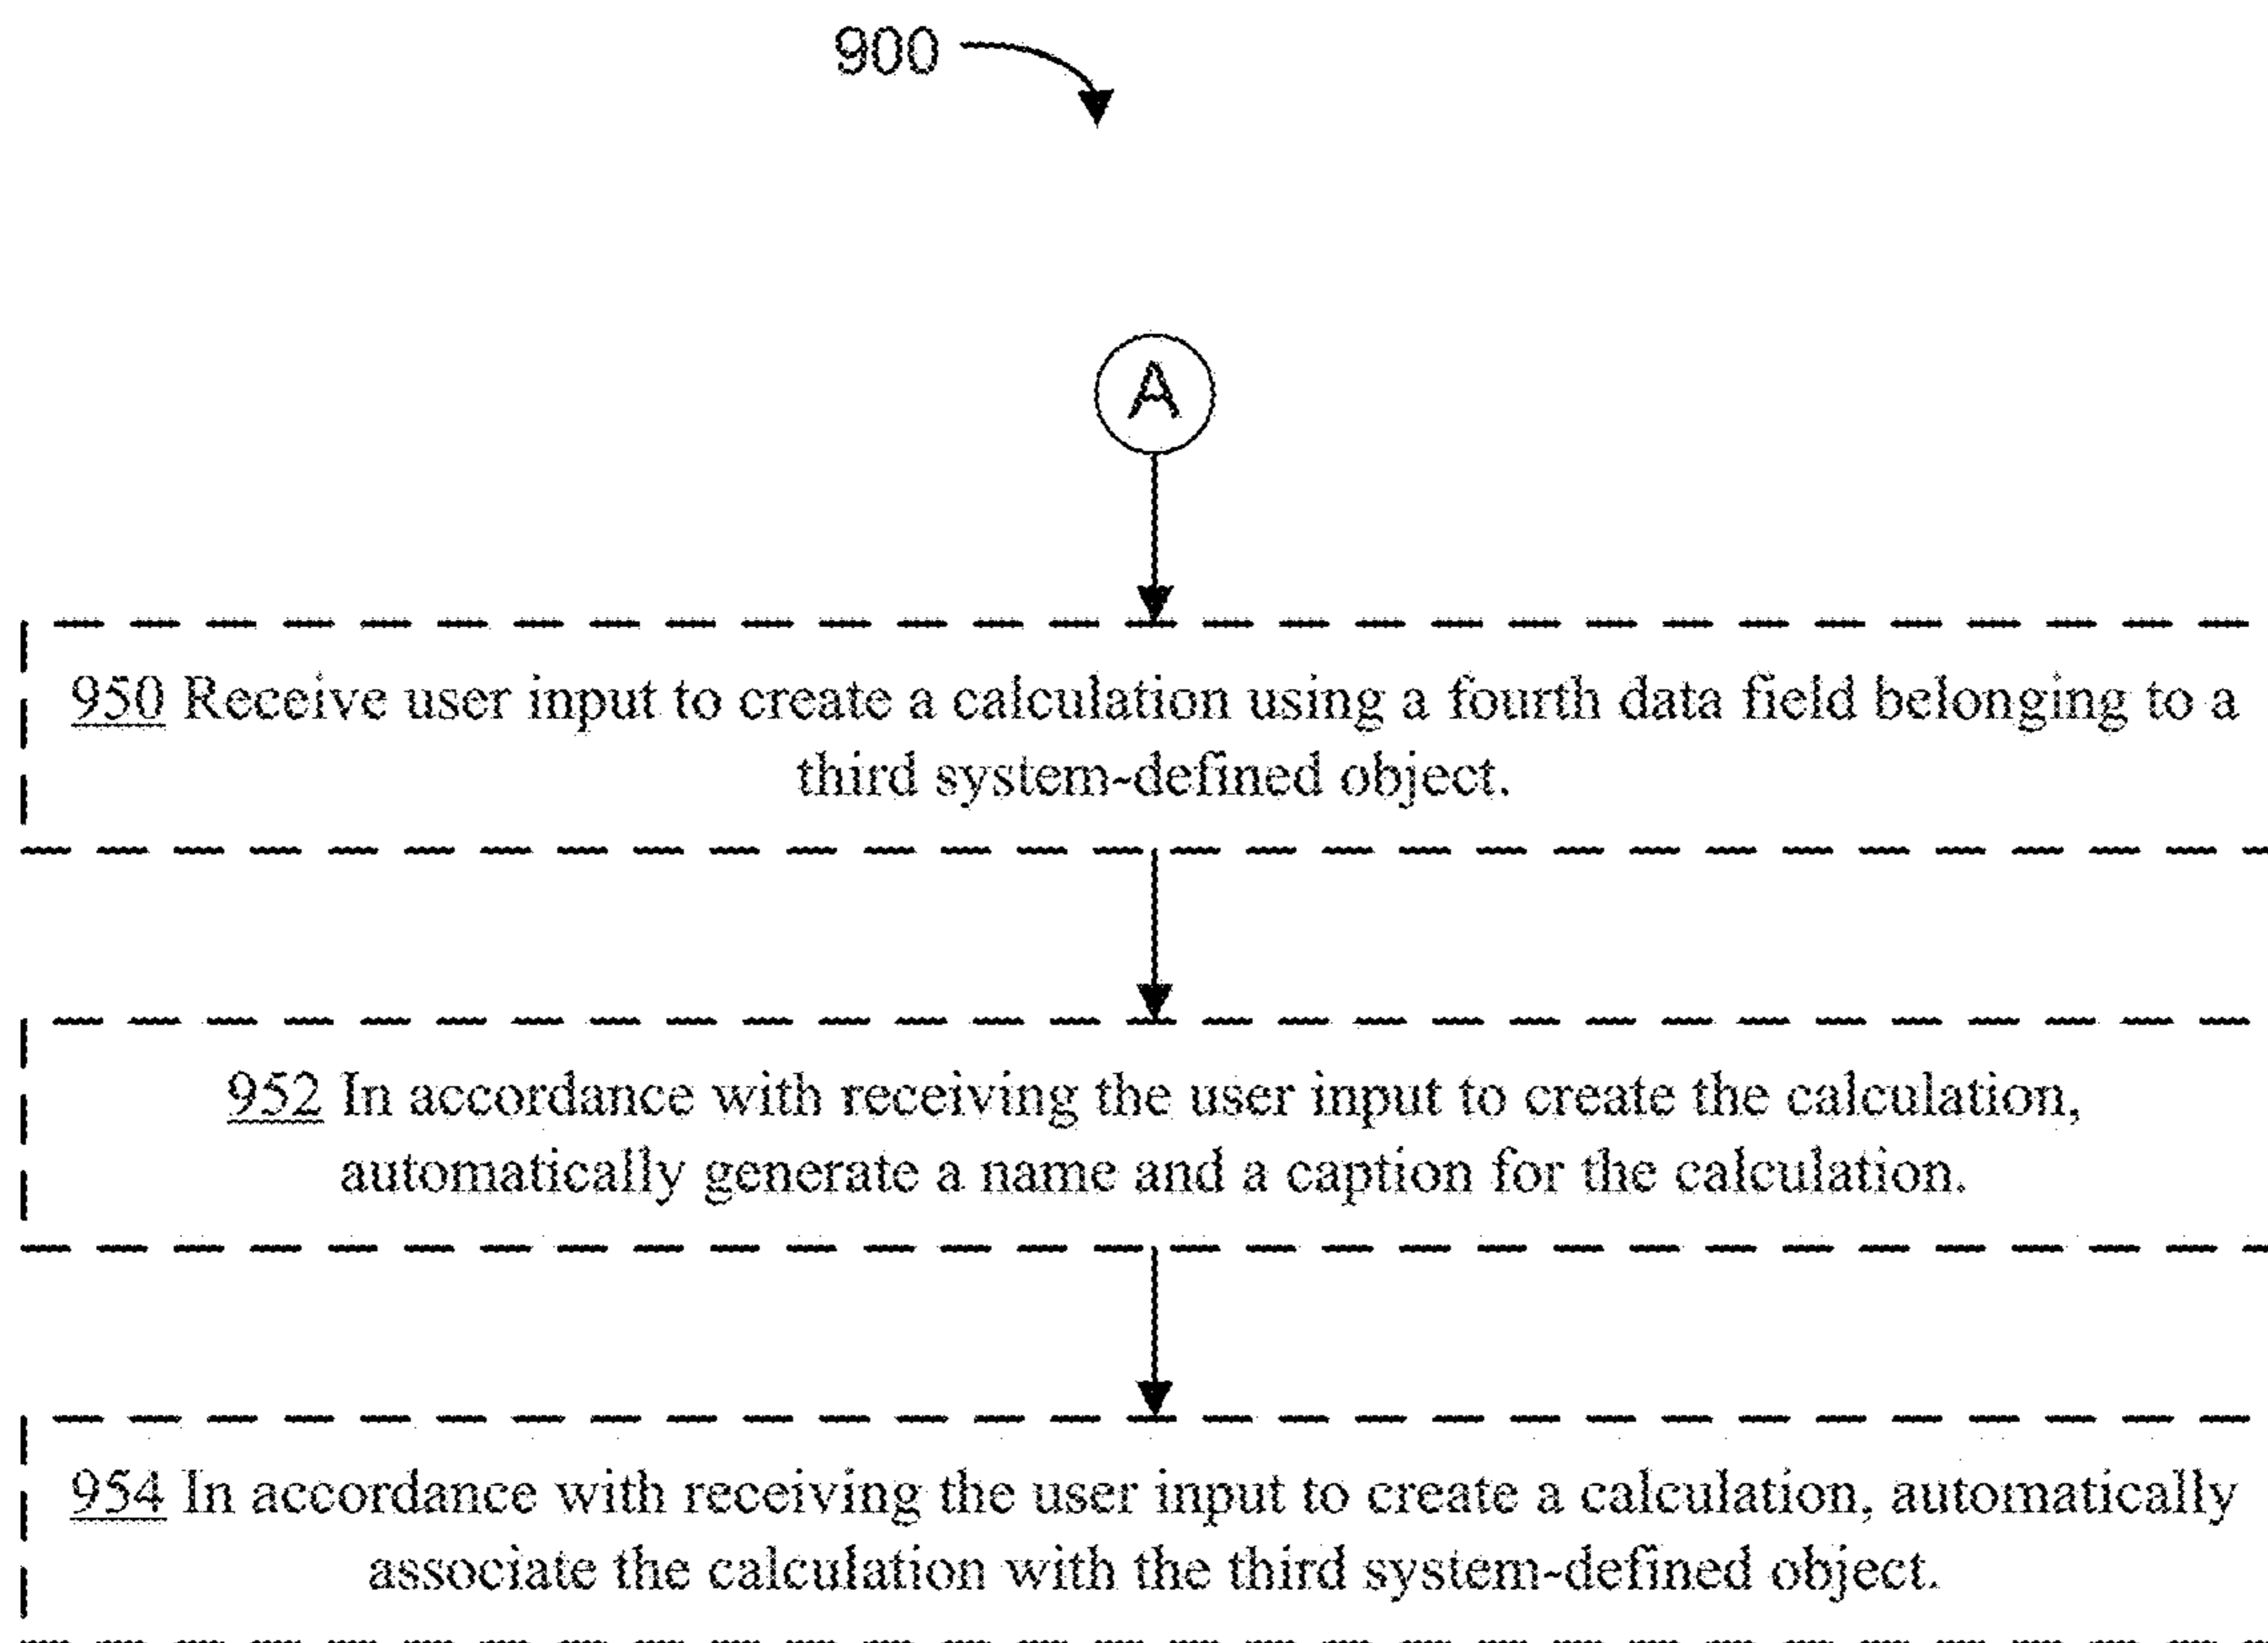 900
A
950 Receive user input to create a calculation using a fourth data field belonging to a
third system-defined object.
952 In accordance with receiving the user input to create the calculation,
automatically generate a name and a caption for the calculation.
954 In accordance with receiving the user input to create a calculation, automatically
associate the calculation with the third system-defined object.